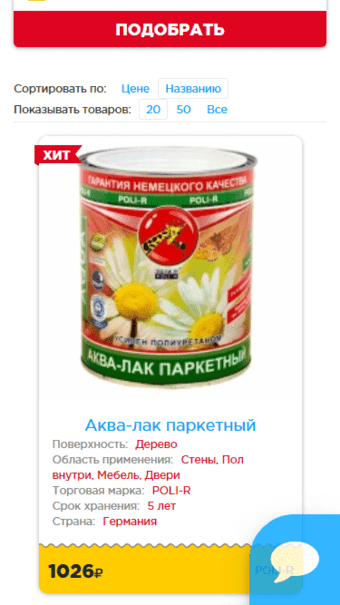 ПОДОБРАТЬ
Сортировать по: Цене Названию
Показывать товаров: 20 50 Все
ХИТ
ГАРАНТИЯ НЕМЕЦКОГО КАЧЕСТВА
POLI-R POLI-R
УСИЛЕН ПОЛИУРЕТАНОМ
АКВА-ЛАК ПАРКЕТНЫЙ
Аква-лак паркетный
Поверхность: Дерево
Область применения: Стены, Пол
внутри, Мебель, Двери
Торговая марка: POLI-R
Срок хранения: 5 лет
Страна: Германия
1026₽ POLI-R